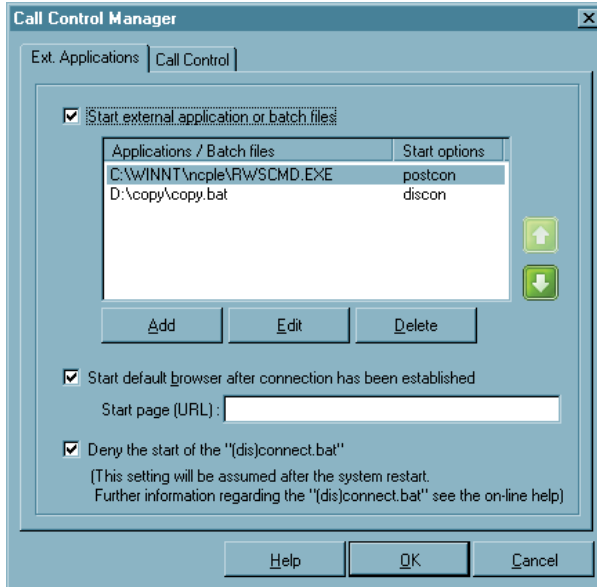 Call Control Manager
Ext. Applications Call Control
Start external application or batch files
Applications / Batch files Start options
C:\WINNT\ncple\RWSCMD.EXE postcon
D:\copy\copy.bat discon
Add Edit Delete
Start default browser after connection has been established
Start page (URL) :
Deny the start of the "(dis)connect.bat"
(This setting will be assumed after the system restart.
Further information regarding the "(dis)connect.bat" see the on-line help)
Help OK Cancel